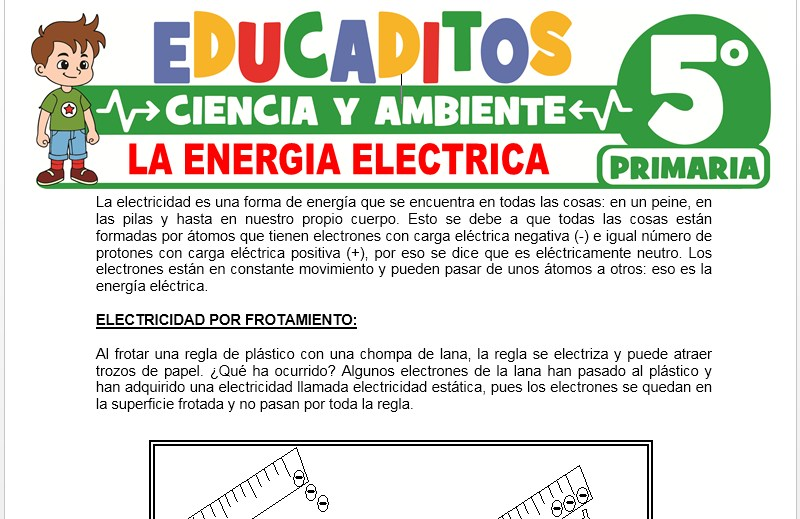 EDUCADITOS
CIENCIA Y AMBIENTE
5°
LA ENERGIA ELECTRICA
PRIMARIA
La electricidad es una forma de energía que se encuentra en todas las cosas: en un peine, en
las pilas y hasta en nuestro propio cuerpo. Esto se debe a que todas las cosas están
formadas por átomos que tienen electrones con carga eléctrica negativa (-) e igual número de
protones con carga eléctrica positiva (+), por eso se dice que es eléctricamente neutro. Los
electrones están en constante movimiento y pueden pasar de unos átomos a otros: eso es la
energía eléctrica.
ELECTRICIDAD POR FROTAMIENTO:
Al frotar una regla de plástico con una chompa de lana, la regla se electriza y puede atraer
trozos de papel. ¿Qué ha ocurrido? Algunos electrones de la lana han pasado al plástico y
han adquirido una electricidad llamada electricidad estática, pues los electrones se quedan en
la superficie frotada y no pasan por toda la regla.